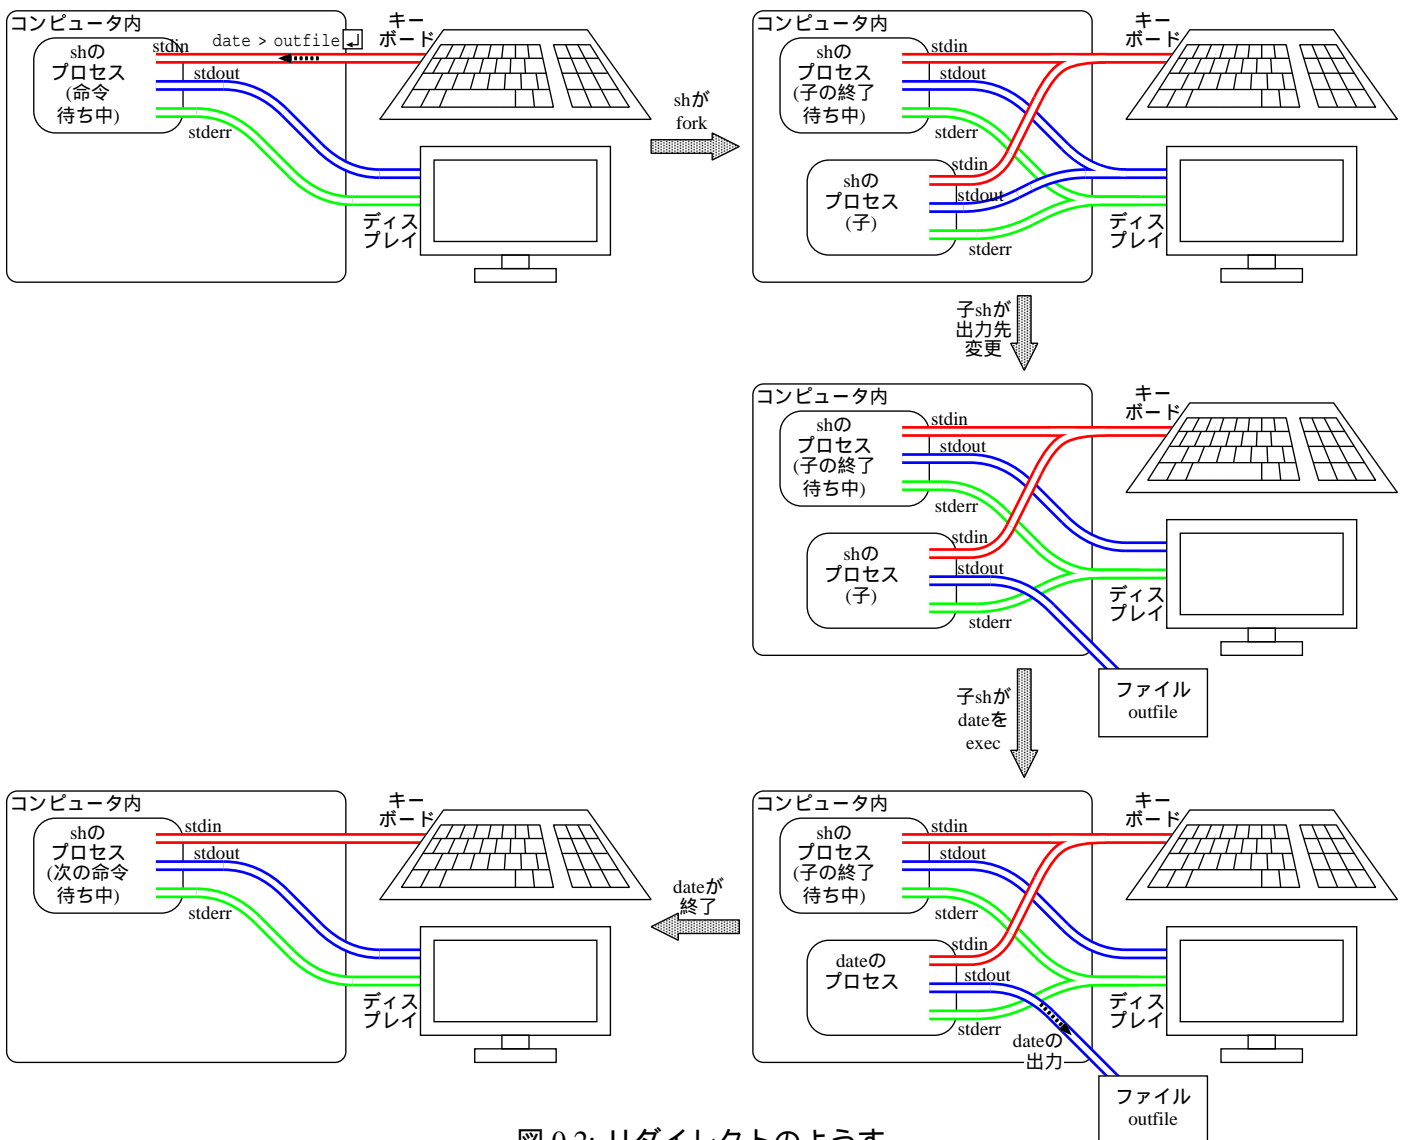 コンピュータ内
shの
プロセス
(命令
待ち中)
stdin
date > outfile
stdout
stderr
キー
ボード
ディス
プレイ
shが
fork
コンピュータ内
shの
プロセス
(子の終了
待ち中)
stdin
stdout
stderr
shの
プロセス
(子)
stdin
stdout
stderr
キー
ボード
ディス
プレイ
子shが
出力先
変更
コンピュータ内
shの
プロセス
(子の終了
待ち中)
stdin
stdout
stderr
shの
プロセス
(子)
stdin
stdout
stderr
キー
ボード
ディス
プレイ
ファイル
outfile
子shが
dateを
exec
コンピュータ内
shの
プロセス
(子の終了
待ち中)
stdin
stdout
stderr
dateの
プロセス
stdin
stdout
stderr
dateの
出力
キー
ボード
ディス
プレイ
ファイル
outfile
dateが
終了
コンピュータ内
shの
プロセス
(次の命令
待ち中)
stdin
stdout
stderr
キー
ボード
ディス
プレイ
リダイレクトのようす